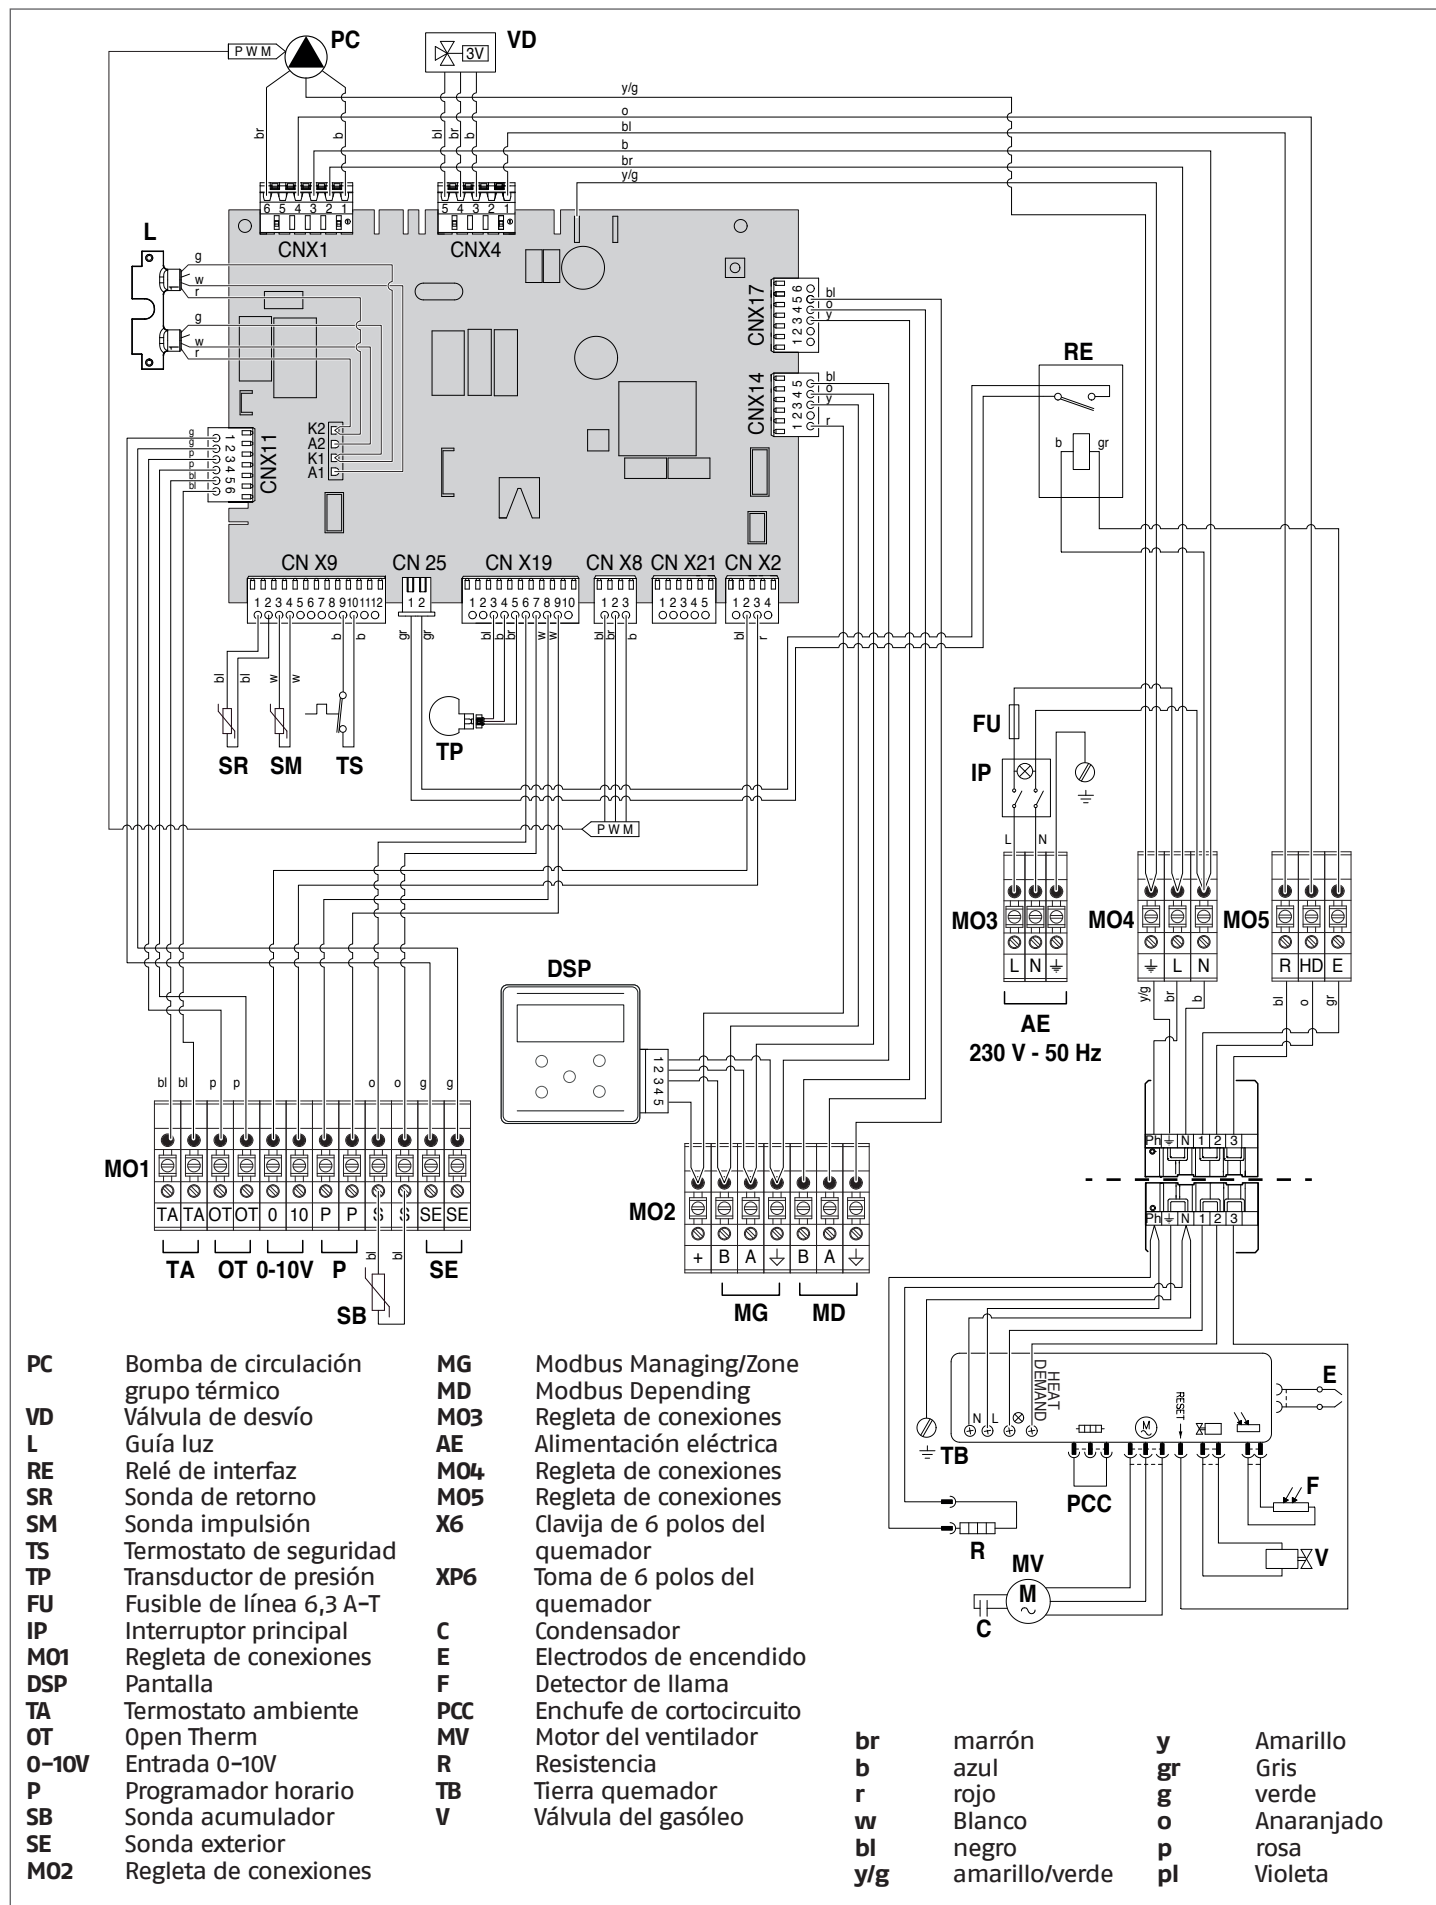 PWM
PC
3V
VD
y/g
o
bl
b
br
y/g
br
b
bl
br
b
6 5 4 3 2 1
CNX1
5 4 3 2 1
CNX4
L
g
w
r
g
w
r
K2
A2
K1
A1
CNX17
1 2 3 4 5 6
bl
o
y
CNX14
1 2 3 4 5
bl
o
y
r
RE
b
gr
g
g
p
p
bl
bl
1 2 3 4 5 6
CNX11
CN X9
CN 25
CN X19
CN X8
CN X21
CN X2
1 2 3 4 5 6 7 8 9 10 11 12
1 2
1 2 3 4 5 6 7 8 9 10
1 2 3
1 2 3 4 5
1 2 3 4
b
b
gr
gr
bl
b
br
w
w
bl
br
b
bl
r
bl
bl
w
w
SR
SM
TS
TP
FU
IP
PWM
L
N
MO3
MO4
MO5
L N
L N
R HD E
AE
230 V - 50 Hz
y/g
br
b
bl
o
gr
DSP
1 2 3 4 5
bl bl p p o o g g
MO1
TA TA OT OT 0 10 P P S S SE SE
TA
OT
0-10V
P
SE
bl
bl
SB
MO2
+ B A B A
MG
MD
Ph N 1 2 3
Ph N 1 2 3
HEAT
DEMAND
N L
RESET
M
E
TB
PCC
F
R
MV
M
C
V
PC Bomba de circulación
grupo térmico
VD Válvula de desvío
L Guía luz
RE Relé de interfaz
SR Sonda de retorno
SM Sonda impulsión
TS Termostato de seguridad
TP Transductor de presión
FU Fusible de línea 6,3 A-T
IP Interruptor principal
MO1 Regleta de conexiones
DSP Pantalla
TA Termostato ambiente
OT Open Therm
0-10V Entrada 0-10V
P Programador horario
SB Sonda acumulador
SE Sonda exterior
MO2 Regleta de conexiones
MG Modbus Managing/Zone
MD Modbus Depending
MO3 Regleta de conexiones
AE Alimentación eléctrica
MO4 Regleta de conexiones
MO5 Regleta de conexiones
X6 Clavija de 6 polos del
quemador
XP6 Toma de 6 polos del
quemador
C Condensador
E Electrodos de encendido
F Detector de llama
PCC Enchufe de cortocircuito
MV Motor del ventilador
R Resistencia
TB Tierra quemador
V Válvula del gasóleo
br marrón
b azul
r rojo
w Blanco
bl negro
y/g amarillo/verde
y Amarillo
gr Gris
g verde
o Anaranjado
p rosa
pl Violeta